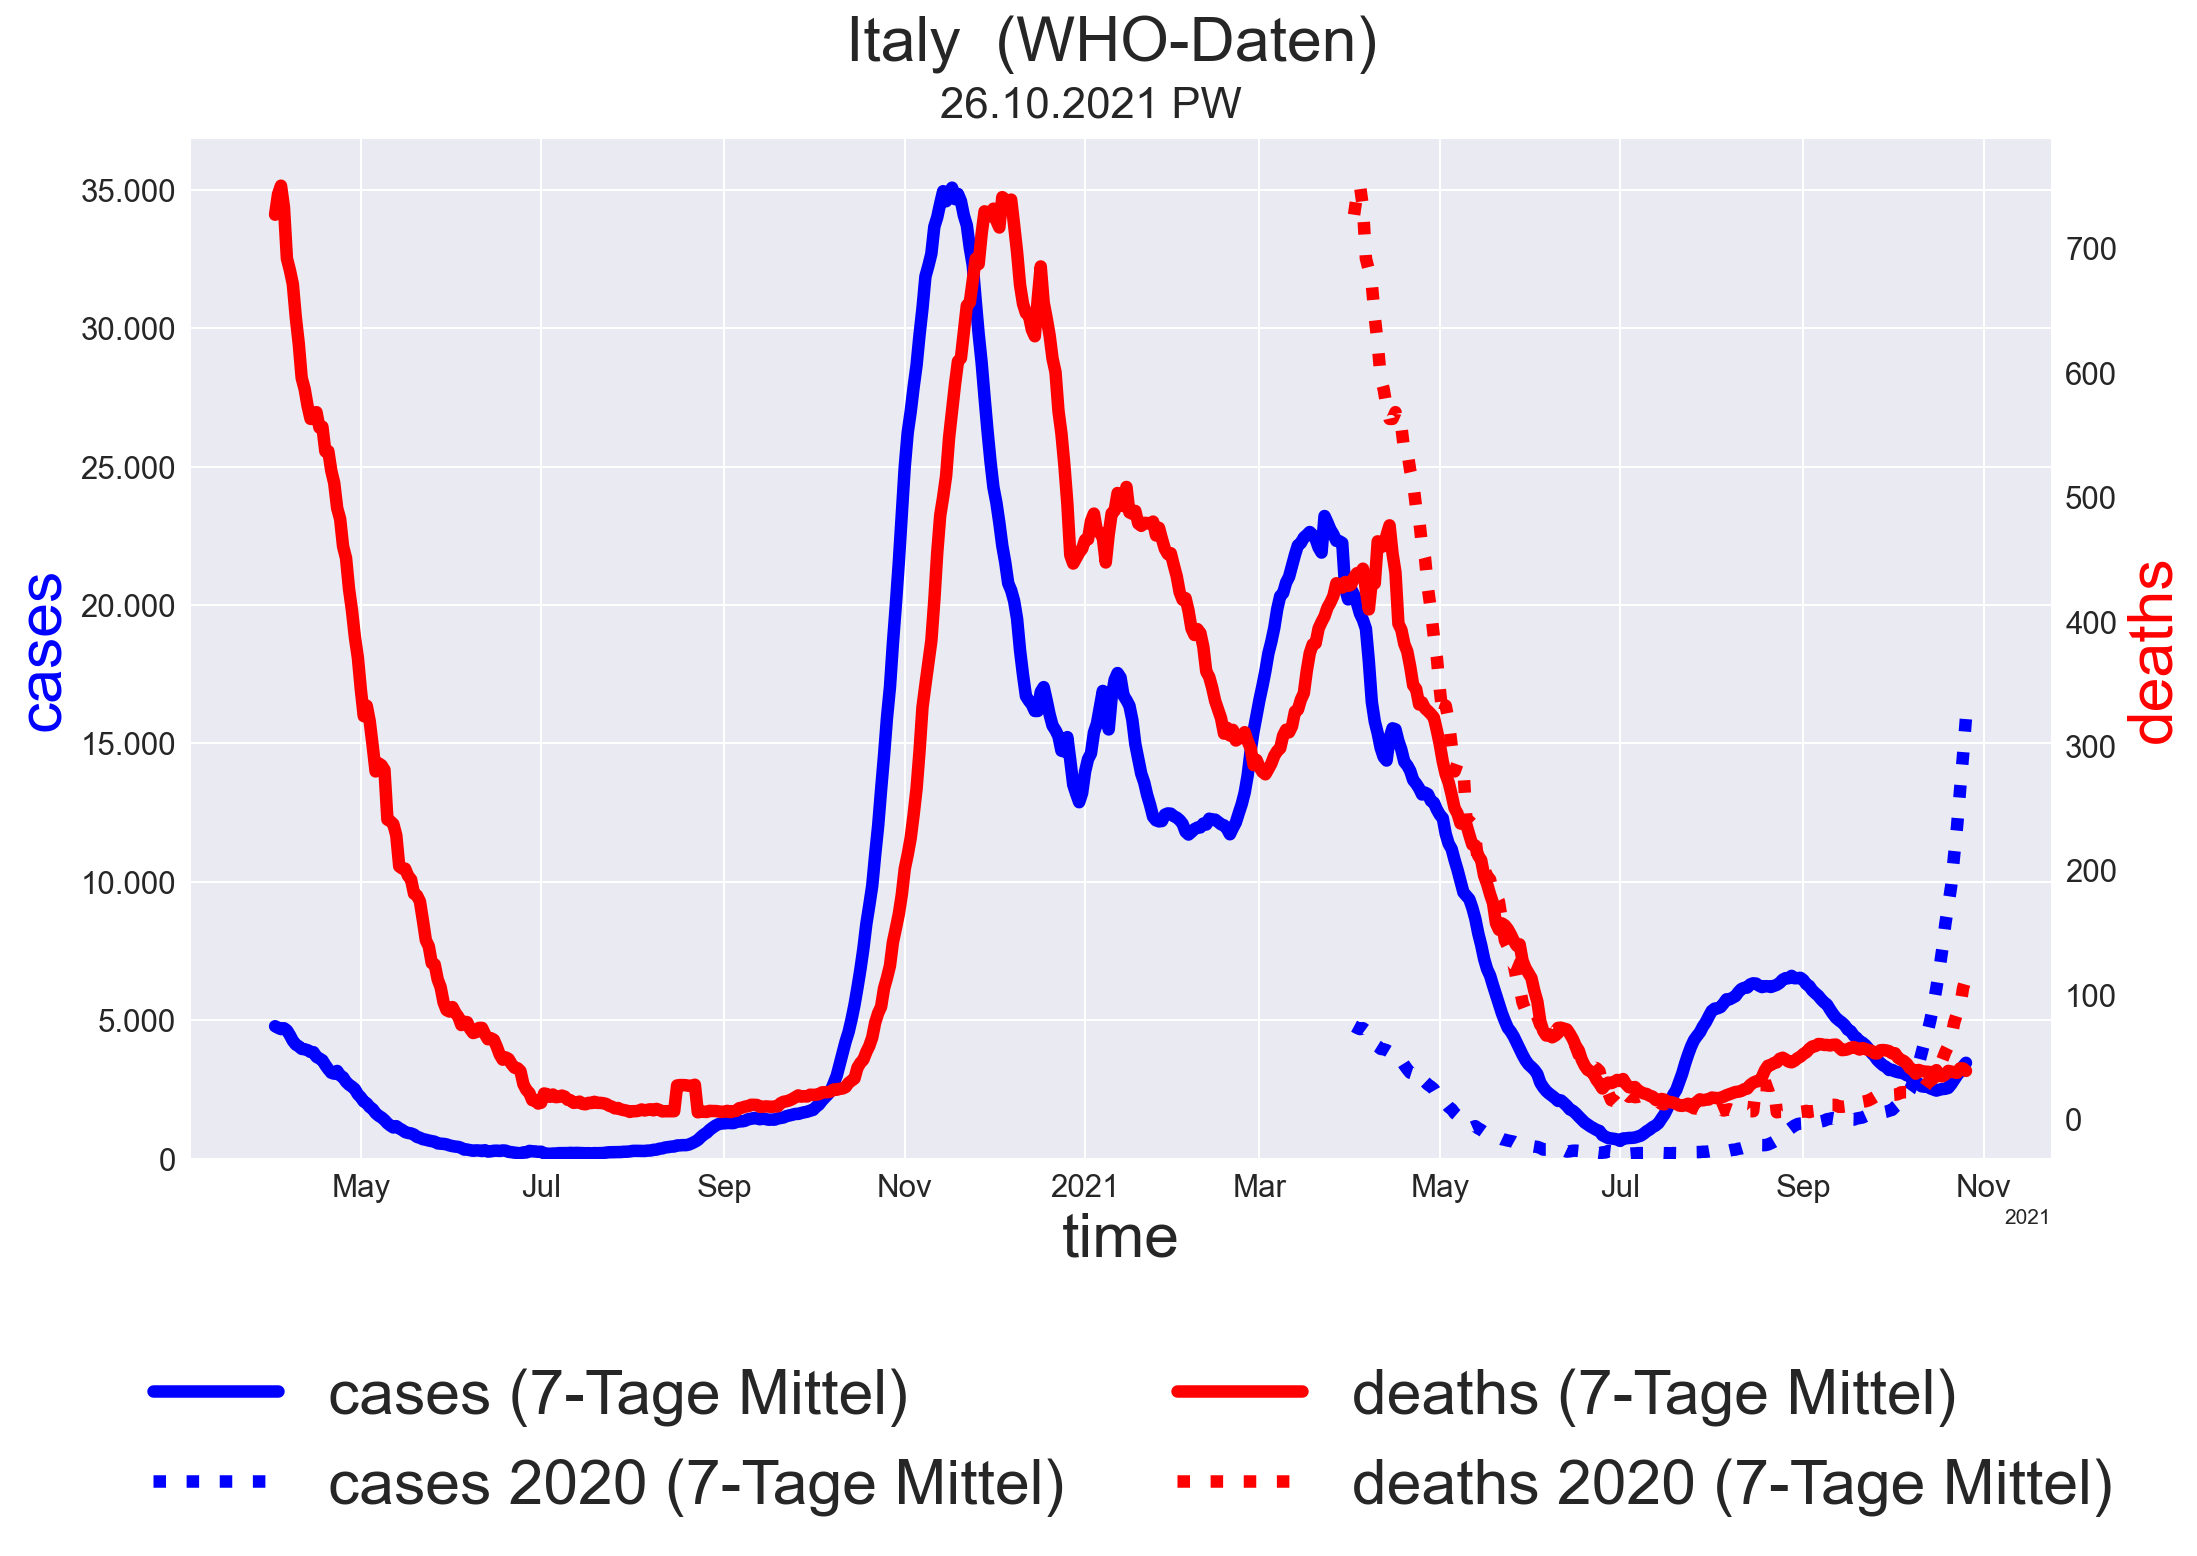 Italy  (WHO-Daten)
26.10.2021 PW
cases
35.000
30.000
25.000
20.000
15.000
10.000
5.000
0
deaths
700
600
500
400
300
200
100
0
May Jul Sep Nov 2021 Mar May Jul Sep Nov
2021
time
cases (7-Tage Mittel)
cases 2020 (7-Tage Mittel)
deaths (7-Tage Mittel)
deaths 2020 (7-Tage Mittel)